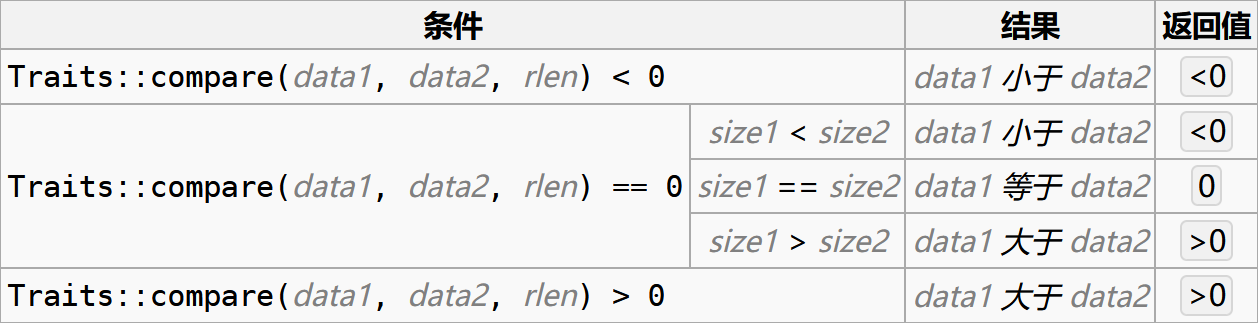 条件 结果 返回值
Traits::compare(data1, data2, rlen) < 0 data1 小于 data2 <0
Traits::compare(data1, data2, rlen) == 0 size1 < size2 data1 小于 data2 <0
size1 == size2 data1 等于 data2 0
size1 > size2 data1 大于 data2 >0
Traits::compare(data1, data2, rlen) > 0 data1 大于 data2 >0